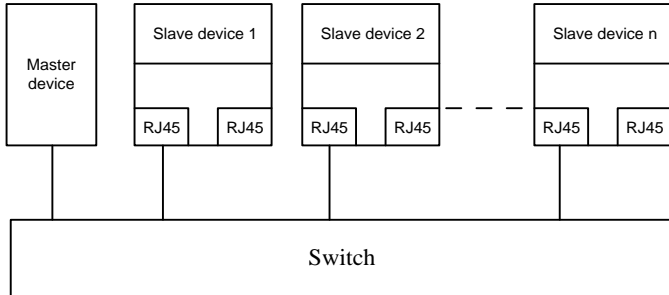 Master
device
Slave device 1
Slave device 2
Slave device n
RJ45
RJ45
RJ45
RJ45
RJ45
RJ45
Switch